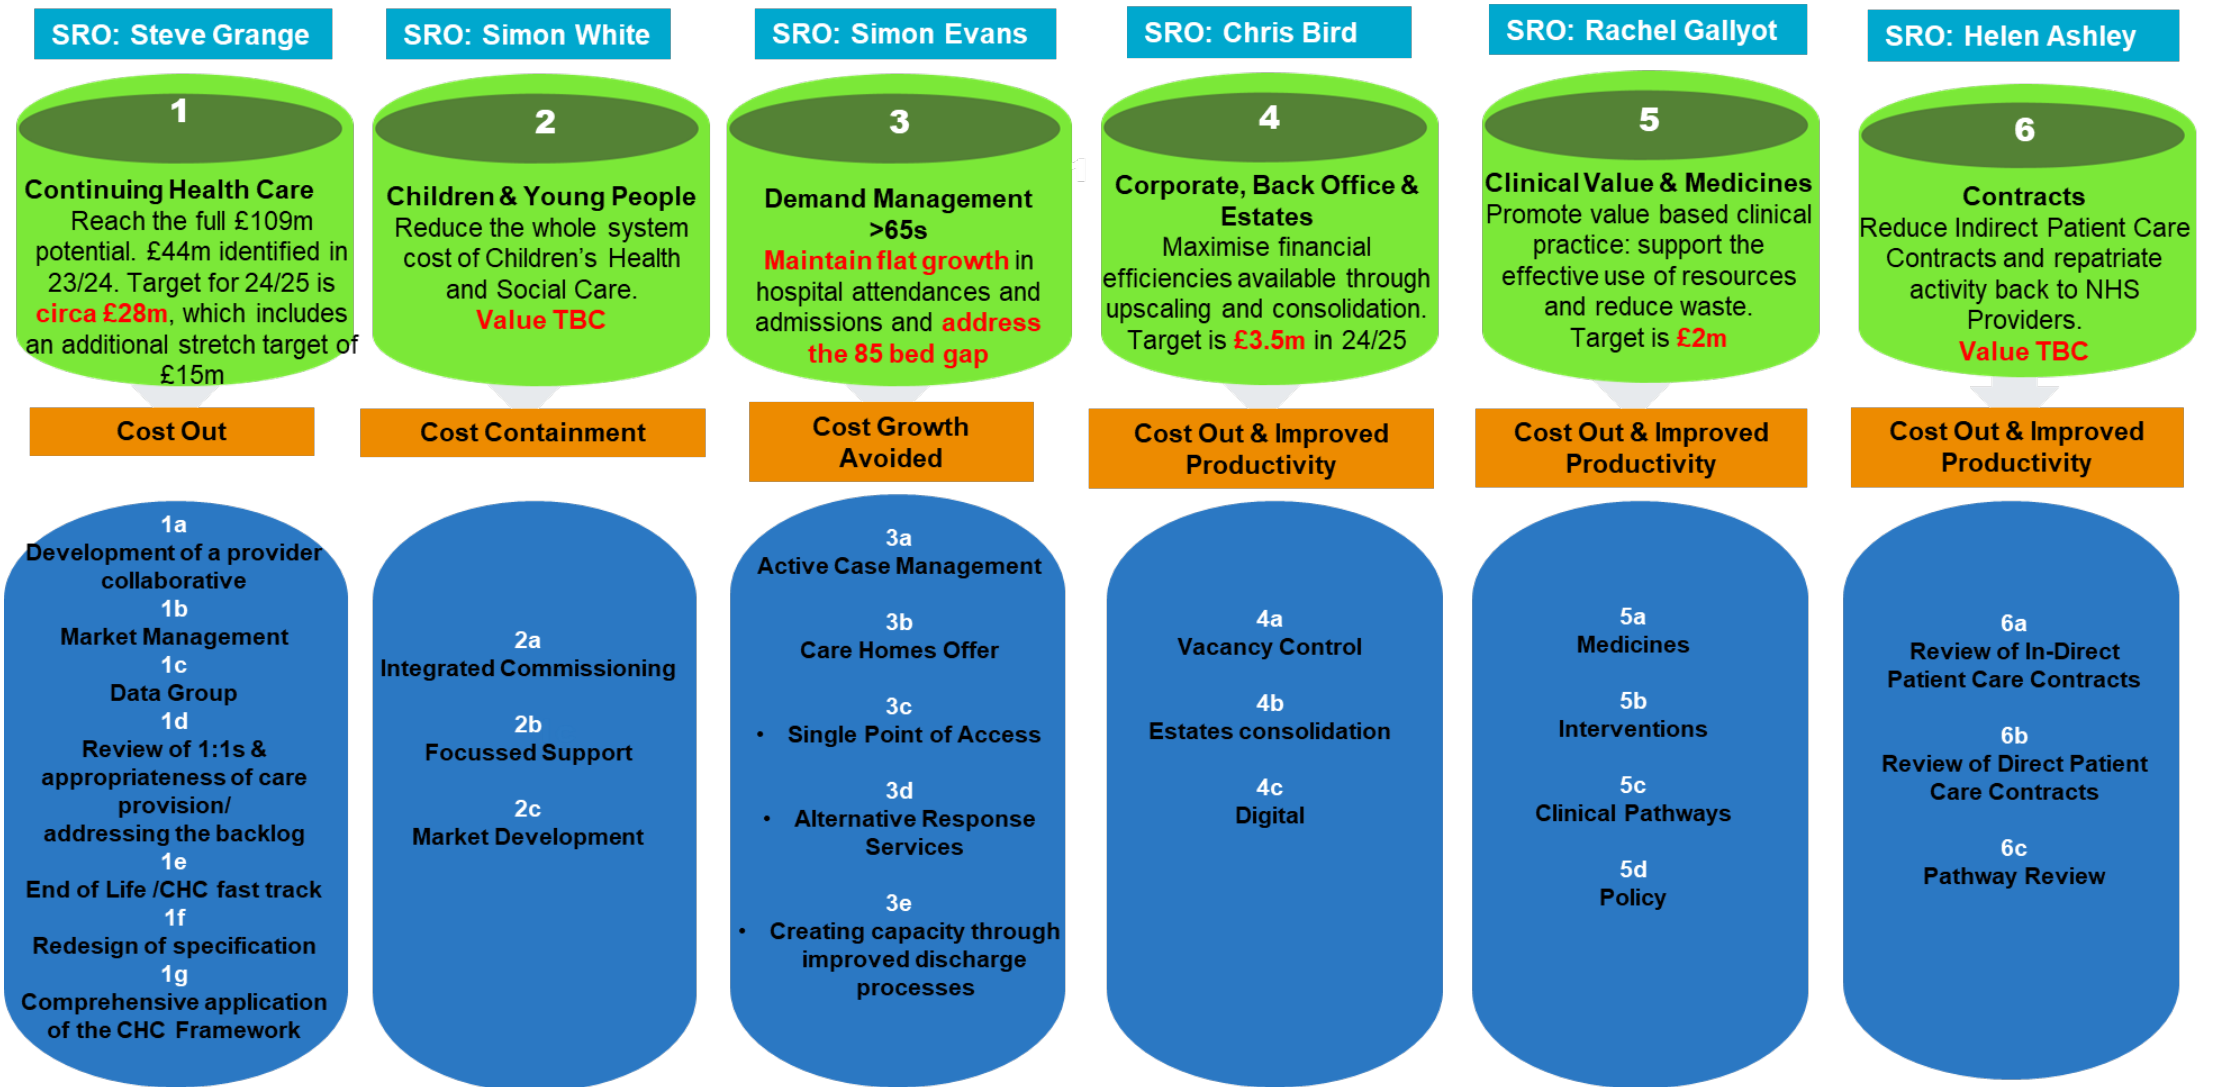 SRO: Steve Grange
1
Continuing Health Care
Reach the full £109m
potential. £44m identified in
23/24. Target for 24/25 is
circa £28m, which includes
an additional stretch target of
£15m
Cost Out
1a
Development of a provider
collaborative
1b
Market Management
1c
Data Group
1d
Review of 1:1s &
appropriateness of care
provision/
addressing the backlog
1e
End of Life /CHC fast track
1f
Redesign of specification
1g
Comprehensive application
of the CHC Framework
SRO: Simon White
2
Children & Young People
Reduce the whole system
cost of Children’s Health
and Social Care.
Value TBC
Cost Containment
2a
Integrated Commissioning
2b
Focussed Support
2c
Market Development
SRO: Simon Evans
3
Demand Management
>65s
Maintain flat growth in
hospital attendances and
admissions and address
the 85 bed gap
Cost Growth
Avoided
3a
Active Case Management
3b
Care Homes Offer
3c
• Single Point of Access
3d
• Alternative Response
Services
3e
• Creating capacity through
improved discharge
processes
SRO: Chris Bird
4
Corporate, Back Office &
Estates
Maximise financial
efficiencies available through
upscaling and consolidation.
Target is £3.5m in 24/25
Cost Out & Improved
Productivity
4a
Vacancy Control
4b
Estates consolidation
4c
Digital
SRO: Rachel Gallyot
5
Clinical Value & Medicines
Promote value based clinical
practice: support the
effective use of resources
and reduce waste.
Target is £2m
Cost Out & Improved
Productivity
5a
Medicines
5b
Interventions
5c
Clinical Pathways
5d
Policy
SRO: Helen Ashley
6
Contracts
Reduce Indirect Patient Care
Contracts and repatriate
activity back to NHS
Providers.
Value TBC
Cost Out & Improved
Productivity
6a
Review of In-Direct
Patient Care Contracts
6b
Review of Direct Patient
Care Contracts
6c
Pathway Review